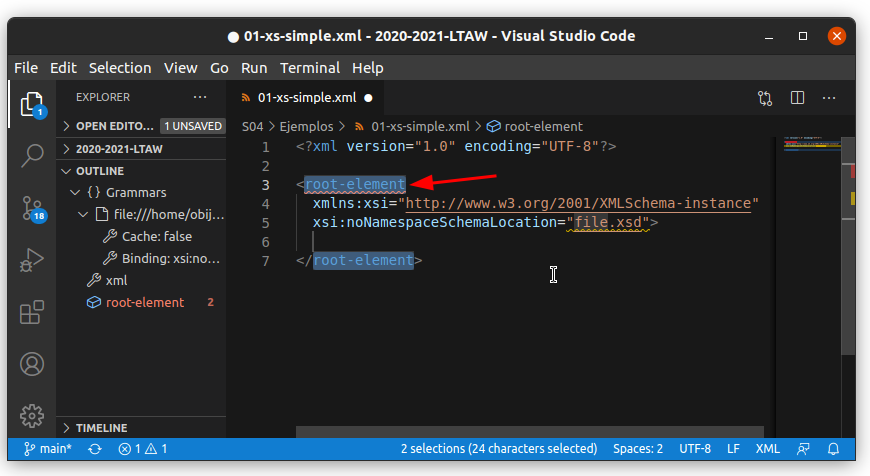 01-xs-simple.xml - 2020-2021-LTAW - Visual Studio Code
File Edit Selection View Go Run Terminal Help
EXPLORER
01-xs-simple.xml
1
OPEN EDITO... 1 UNSAVED
S04 > Ejemplos > 01-xs-simple.xml > root-element
2020-2021-LTAW
OUTLINE
Grammars
file:///home/obij...
Cache: false
Binding: xsi:no...
xml
root-element 2
18
TIMELINE
1 <?xml version="1.0" encoding="UTF-8"?>
2
3 <root-element
4 xmlns:xsi="http://www.w3.org/2001/XMLSchema-instance"
5 xsi:noNamespaceSchemaLocation="file.xsd">
6
7 </root-element>
main* 1 1 2 selections (24 characters selected) Spaces: 2 UTF-8 LF XML